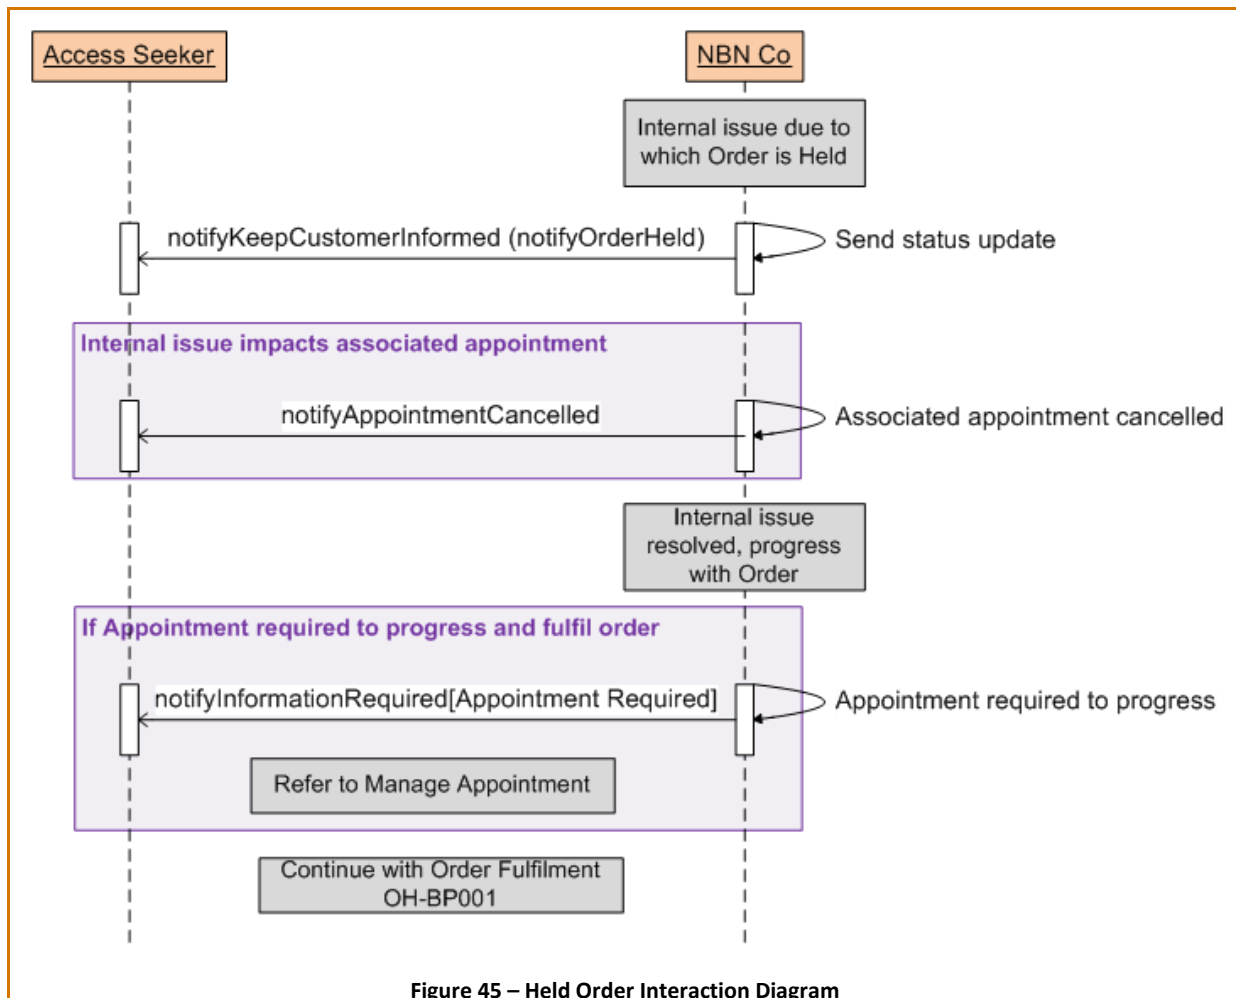 Access Seeker
NBN Co
Internal issue due to
which Order is Held
notifyKeepCustomerInformed (notifyOrderHeld)
Send status update
Internal issue impacts associated appointment
notifyAppointmentCancelled
Associated appointment cancelled
Internal issue
resolved, progress
with Order
If Appointment required to progress and fulfil order
notifyInformationRequired[Appointment Required]
Appointment required to progress
Refer to Manage Appointment
Continue with Order Fulfilment
OH-BP001
Figure 45 – Held Order Interaction Diagram